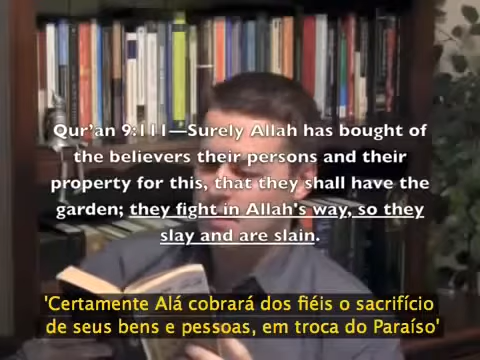 Qur'an 9:111—Surely Allah has bought of
the believers their persons and their
property for this, that they shall have the
garden; they fight in Allah's way, so they
slay and are slain.
'Certamente Alá cobrará dos fiéis o sacrifício
de seus bens e pessoas, em troca do Paraíso'